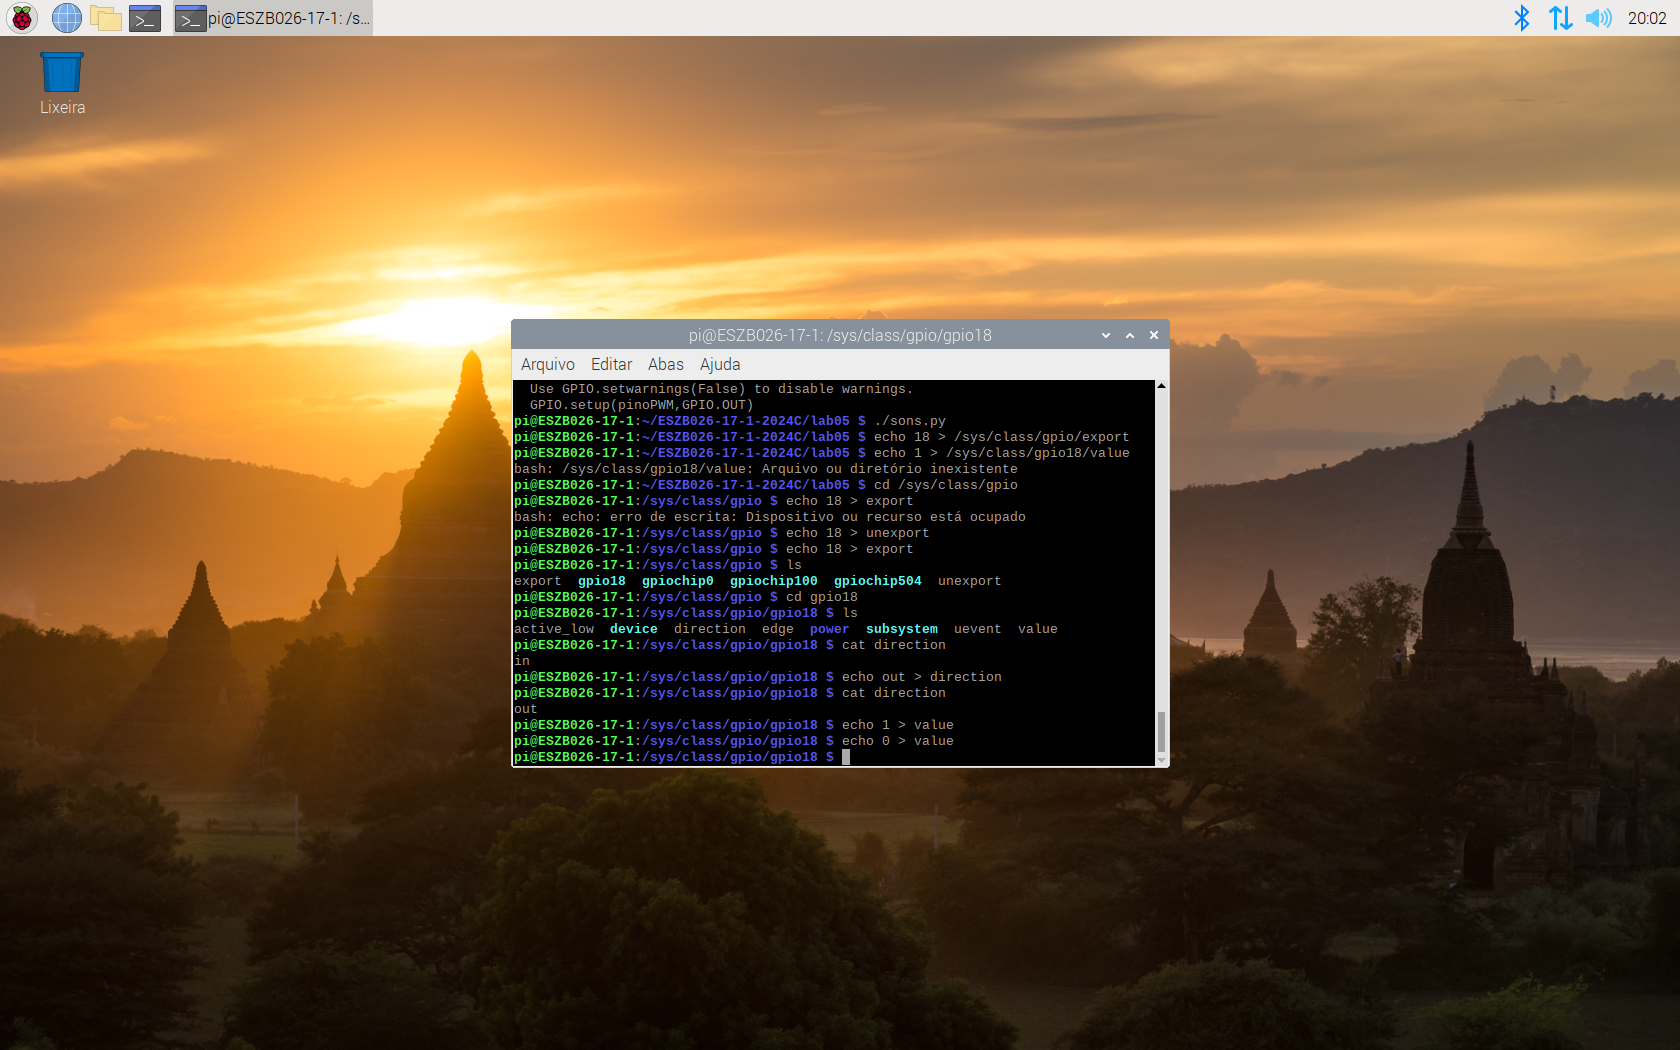 pi@ESZB026-17-1: /s...
20:02
Lixeira
pi@ESZB026-17-1: /sys/class/gpio/gpio18
Arquivo Editar Abas Ajuda
  Use GPIO.setwarnings(False) to disable warnings.
  GPIO.setup(pinoPWM,GPIO.OUT)
pi@ESZB026-17-1:~/ESZB026-17-1-2024C/lab05 $ ./sons.py
pi@ESZB026-17-1:~/ESZB026-17-1-2024C/lab05 $ echo 18 > /sys/class/gpio/export
pi@ESZB026-17-1:~/ESZB026-17-1-2024C/lab05 $ echo 1 > /sys/class/gpio18/value
bash: /sys/class/gpio18/value: Arquivo ou diretório inexistente
pi@ESZB026-17-1:~/ESZB026-17-1-2024C/lab05 $ cd /sys/class/gpio
pi@ESZB026-17-1:/sys/class/gpio $ echo 18 > export
bash: echo: erro de escrita: Dispositivo ou recurso está ocupado
pi@ESZB026-17-1:/sys/class/gpio $ echo 18 > unexport
pi@ESZB026-17-1:/sys/class/gpio $ echo 18 > export
pi@ESZB026-17-1:/sys/class/gpio $ ls
export  gpio18  gpiochip0  gpiochip100  gpiochip504  unexport
pi@ESZB026-17-1:/sys/class/gpio $ cd gpio18
pi@ESZB026-17-1:/sys/class/gpio/gpio18 $ ls
active_low  device  direction  edge  power  subsystem  uevent  value
pi@ESZB026-17-1:/sys/class/gpio/gpio18 $ cat direction
in
pi@ESZB026-17-1:/sys/class/gpio/gpio18 $ echo out > direction
pi@ESZB026-17-1:/sys/class/gpio/gpio18 $ cat direction
out
pi@ESZB026-17-1:/sys/class/gpio/gpio18 $ echo 1 > value
pi@ESZB026-17-1:/sys/class/gpio/gpio18 $ echo 0 > value
pi@ESZB026-17-1:/sys/class/gpio/gpio18 $